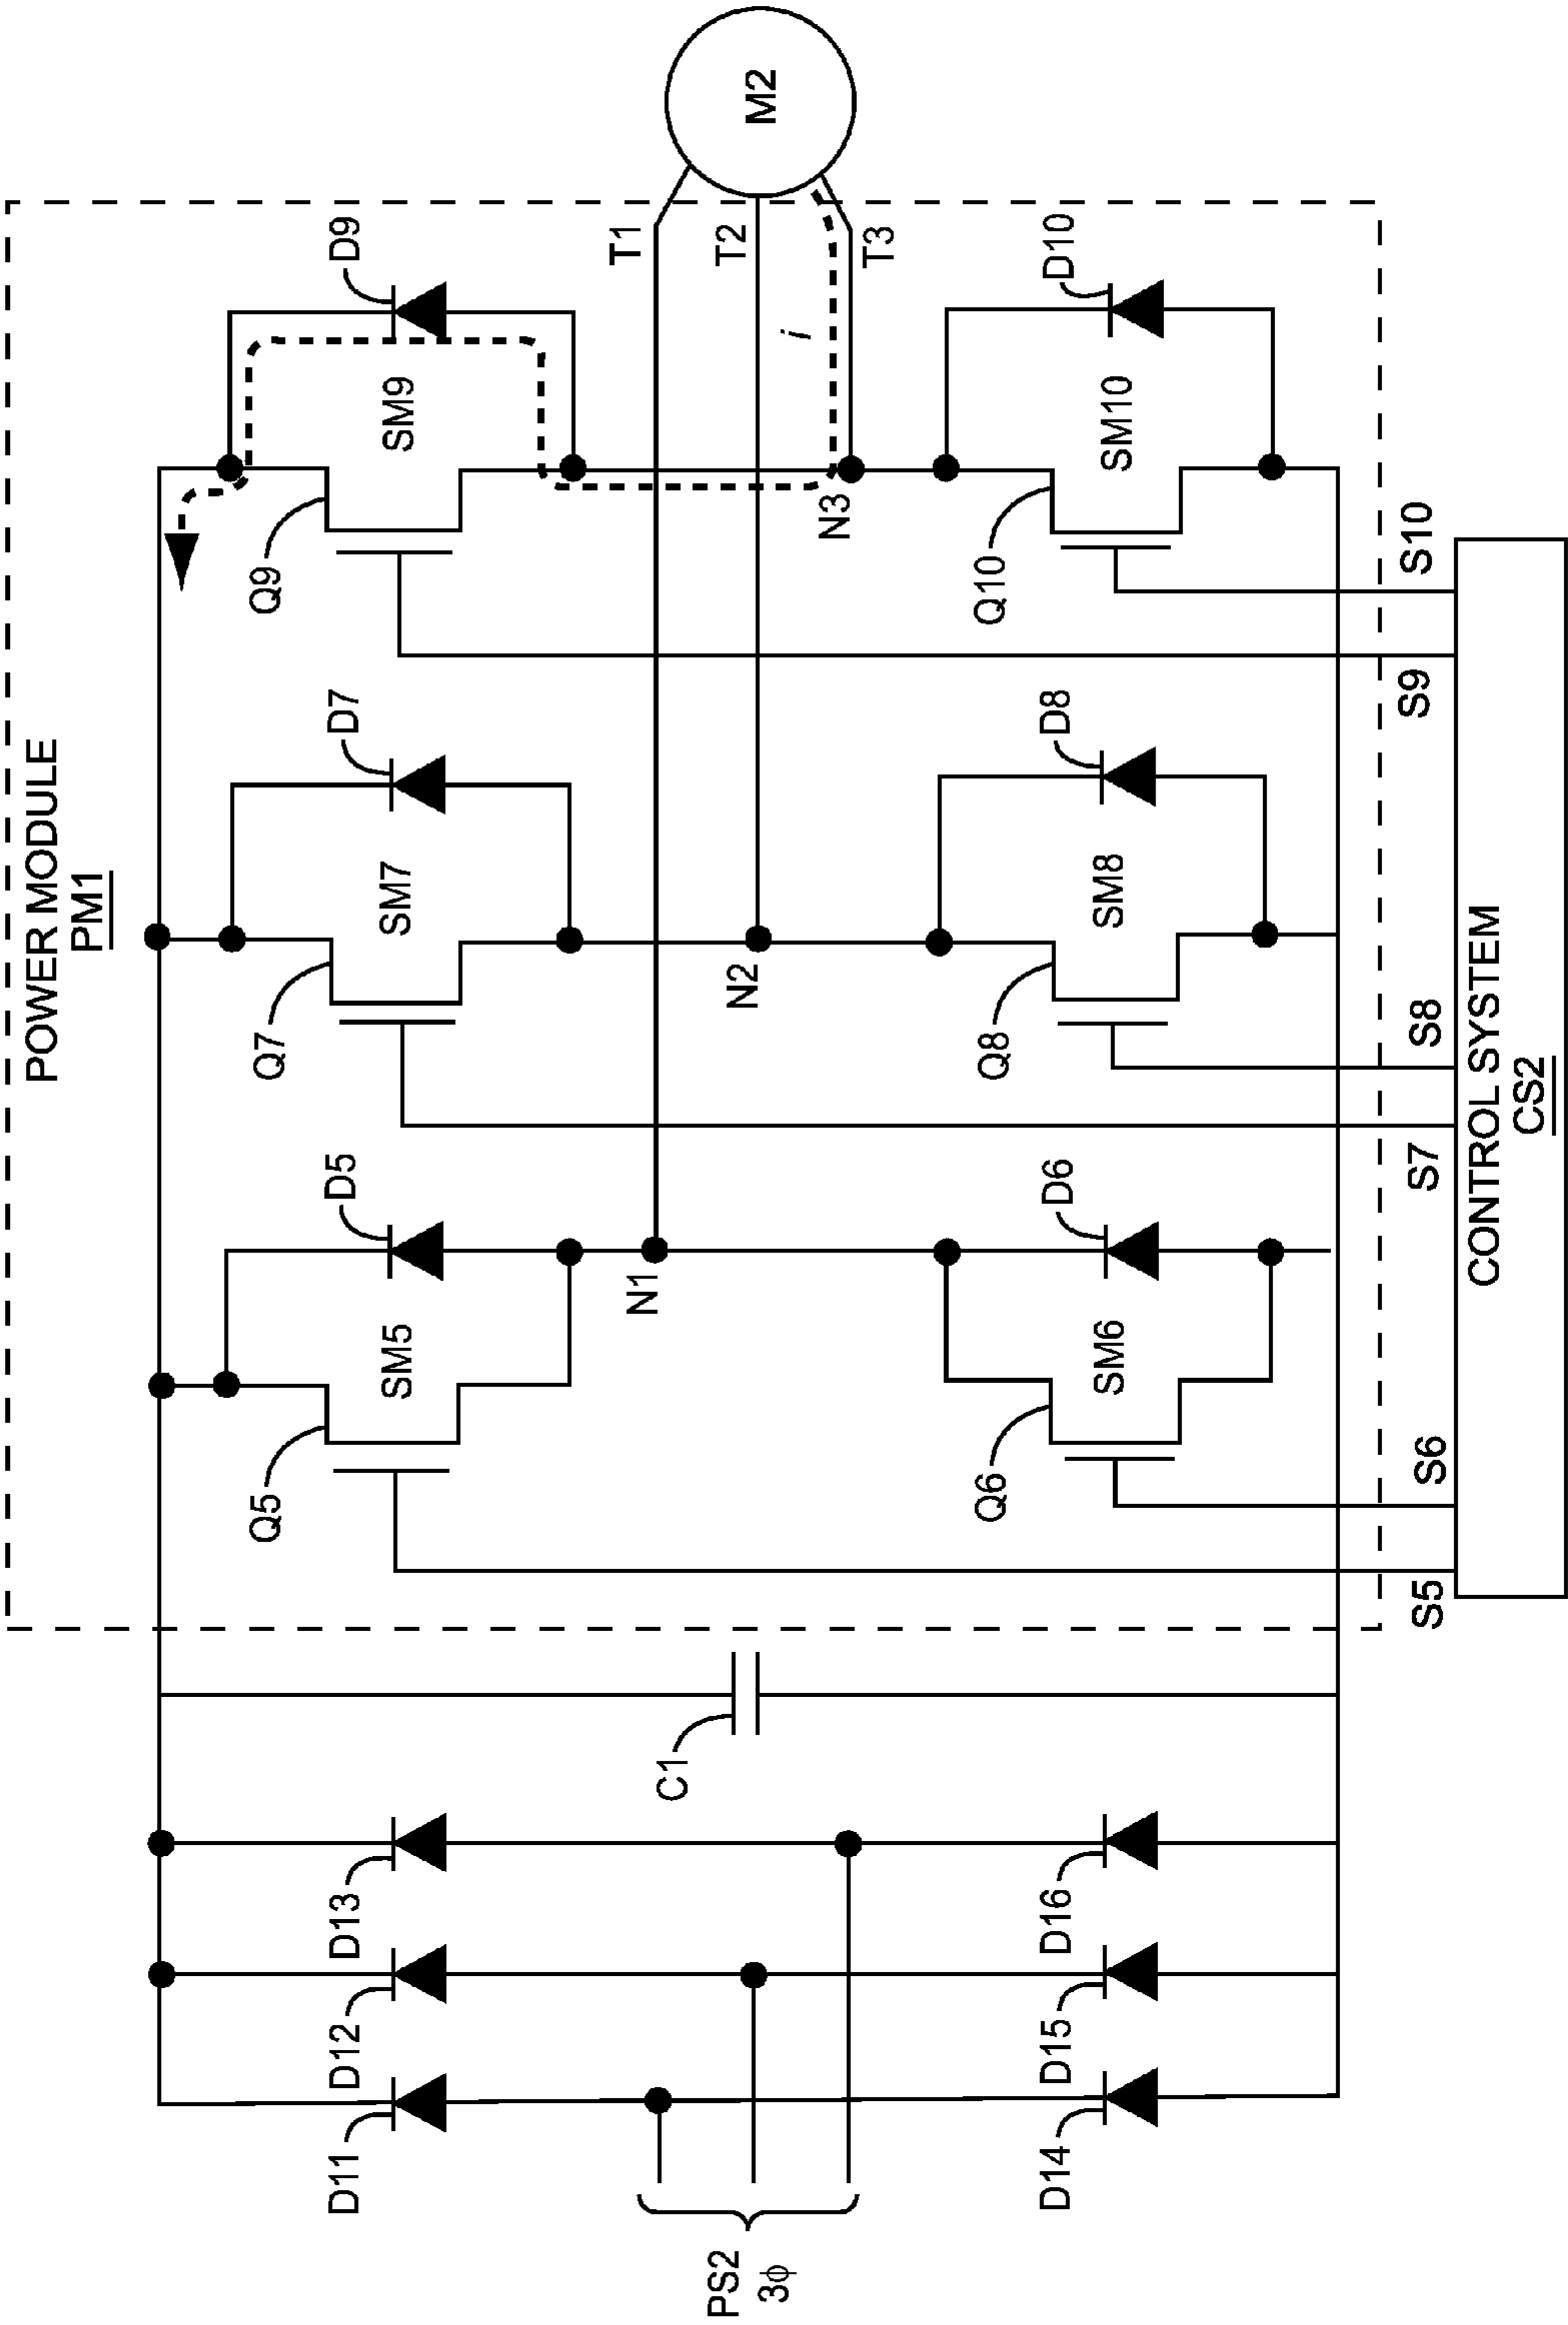 POWER MODULE
PM1
D11
D12
D13
Q5
D5
Q7
D7
Q9
D9
SM5
SM7
SM9
PS2
3ϕ
C1
N1
N2
N3
T1
T2
T3
i
M2
D14
D15
D16
Q6
D6
Q8
D8
Q10
D10
SM6
SM8
SM10
S5
S6
S7
S8
S9
S10
CONTROL SYSTEM
CS2